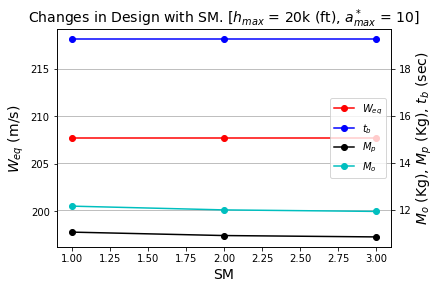 Changes in Design with SM. [h_max = 20k (ft), a*_max = 10]
W_eq (m/s)
215
210
205
200
18
16
14
12
M_o (Kg), M_p (Kg), t_b (sec)
W_eq
t_b
M_p
M_o
1.00 1.25 1.50 1.75 2.00 2.25 2.50 2.75 3.00
SM